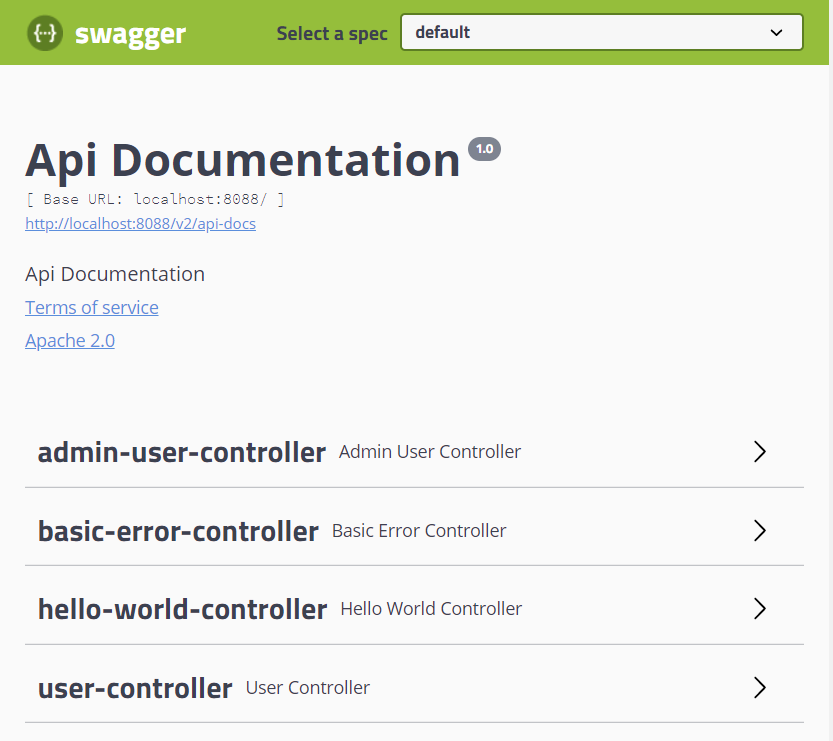 {···} swagger Select a spec default
Api Documentation 1.0
[ Base URL: localhost:8088/ ]
http://localhost:8088/v2/api-docs
Api Documentation
Terms of service
Apache 2.0
admin-user-controller Admin User Controller
basic-error-controller Basic Error Controller
hello-world-controller Hello World Controller
user-controller User Controller